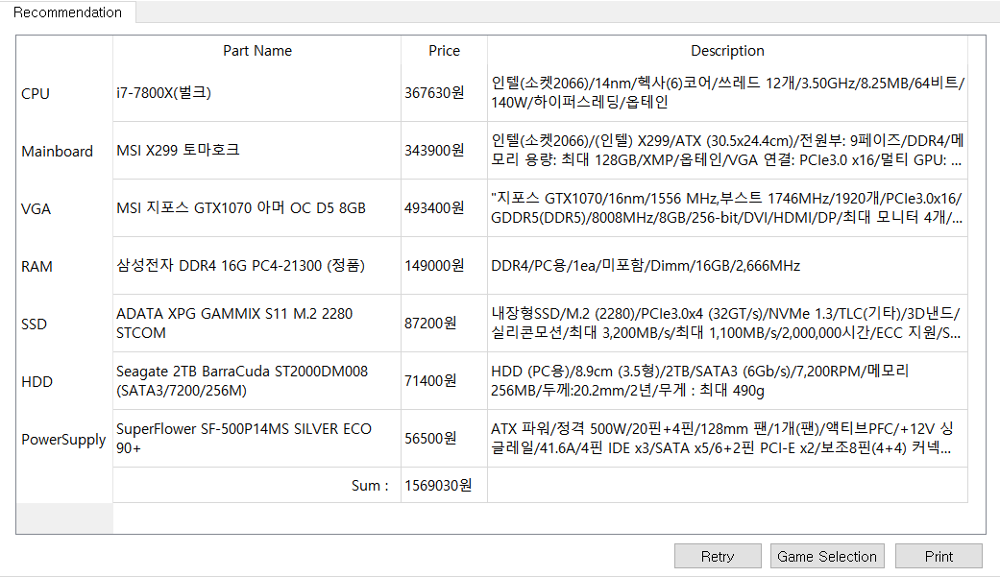 Recommendation
Part Name Price Description
CPU i7-7800X(벌크) 367630원 인텔(소켓2066)/14nm/헥사(6)코어/쓰레드 12개/3.50GHz/8.25MB/64비트/
140W/하이퍼스레딩/옵테인
Mainboard MSI X299 토마호크 343900원 인텔(소켓2066)/(인텔) X299/ATX (30.5x24.4cm)/전원부: 9페이즈/DDR4/메
모리 용량: 최대 128GB/XMP/옵테인/VGA 연결: PCIe3.0 x16/멀티 GPU: ...
VGA MSI 지포스 GTX1070 아머 OC D5 8GB 493400원 "지포스 GTX1070/16nm/1556 MHz,부스트 1746MHz/1920개/PCIe3.0x16/
GDDR5(DDR5)/8008MHz/8GB/256-bit/DVI/HDMI/DP/최대 모니터 4개/...
RAM 삼성전자 DDR4 16G PC4-21300 (정품) 149000원 DDR4/PC용/1ea/미포함/Dimm/16GB/2,666MHz
SSD ADATA XPG GAMMIX S11 M.2 2280
STCOM 87200원 내장형SSD/M.2 (2280)/PCIe3.0x4 (32GT/s)/NVMe 1.3/TLC(기타)/3D낸드/
실리콘모션/최대 3,200MB/s/최대 1,100MB/s/2,000,000시간/ECC 지원/S...
HDD Seagate 2TB BarraCuda ST2000DM008
(SATA3/7200/256M) 71400원 HDD (PC용)/8.9cm (3.5형)/2TB/SATA3 (6Gb/s)/7,200RPM/메모리
256MB/두께:20.2mm/2년/무게 : 최대 490g
PowerSupply SuperFlower SF-500P14MS SILVER ECO
90+ 56500원 ATX 파워/정격 500W/20핀+4핀/128mm 팬/1개(팬)/액티브PFC/+12V 싱
글레일/41.6A/4핀 IDE x3/SATA x5/6+2핀 PCI-E x2/보조8핀(4+4) 커넥...
Sum : 1569030원
Retry Game Selection Print